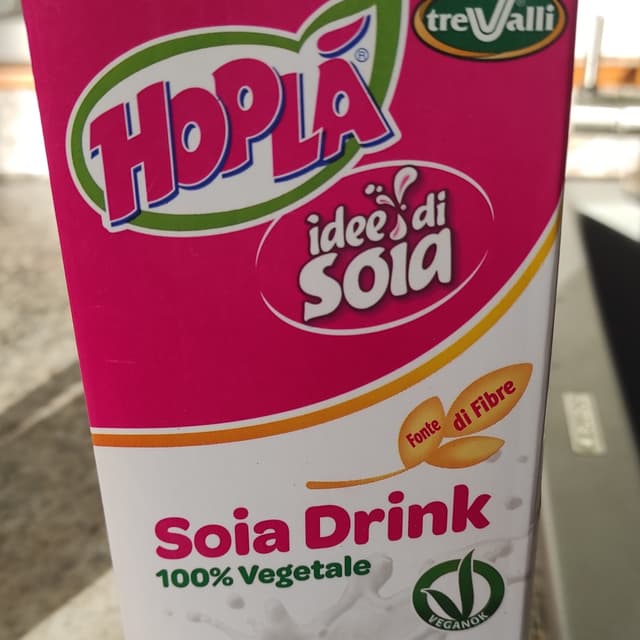 treValli
HOPLÀ®
idee di
soia
Fonte di Fibre
Soia Drink
100% Vegetale
VEGANOK